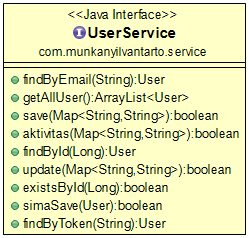 <<Java Interface>>
I UserService
com.munkanyilvantarto.service
findByEmail(String):User
getAllUser():ArrayList<User>
save(Map<String,String>):boolean
aktivitas(Map<String,String>):boolean
findById(Long):User
update(Map<String,String>):boolean
existsById(Long):boolean
simaSave(User):boolean
findByToken(String):User